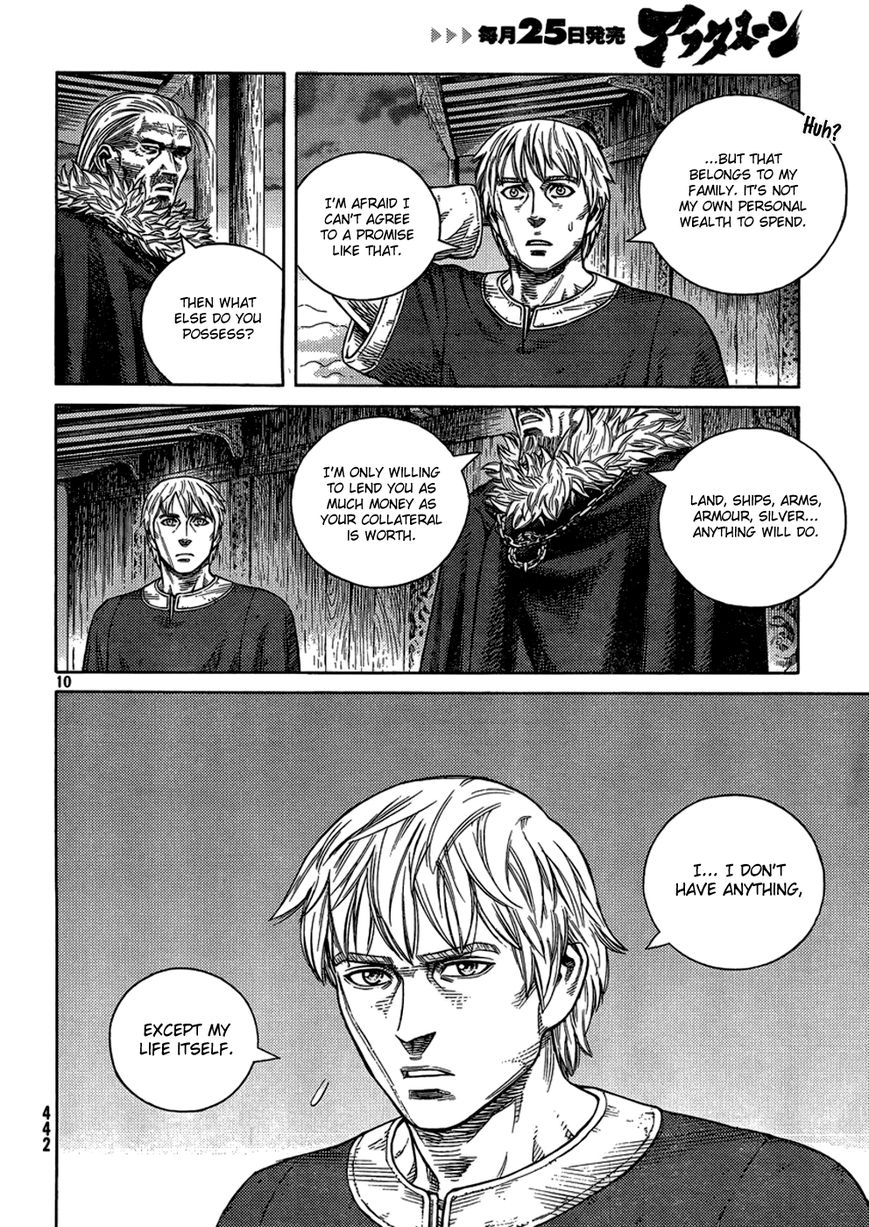 ▶▶▶ 毎月25日発売 アフタヌーン
Huh?
...BUT THAT
BELONGS TO MY
FAMILY. IT'S NOT
MY OWN PERSONAL
WEALTH TO SPEND.
I'M AFRAID I
CAN'T AGREE
TO A PROMISE
LIKE THAT.
THEN WHAT
ELSE DO YOU
POSSESS?
LAND, SHIPS, ARMS,
ARMOUR, SILVER...
ANYTHING WILL DO.
I'M ONLY WILLING
TO LEND YOU AS
MUCH MONEY AS
YOUR COLLATERAL
IS WORTH.
10
I... I DON'T
HAVE ANYTHING,
EXCEPT MY
LIFE ITSELF.
442